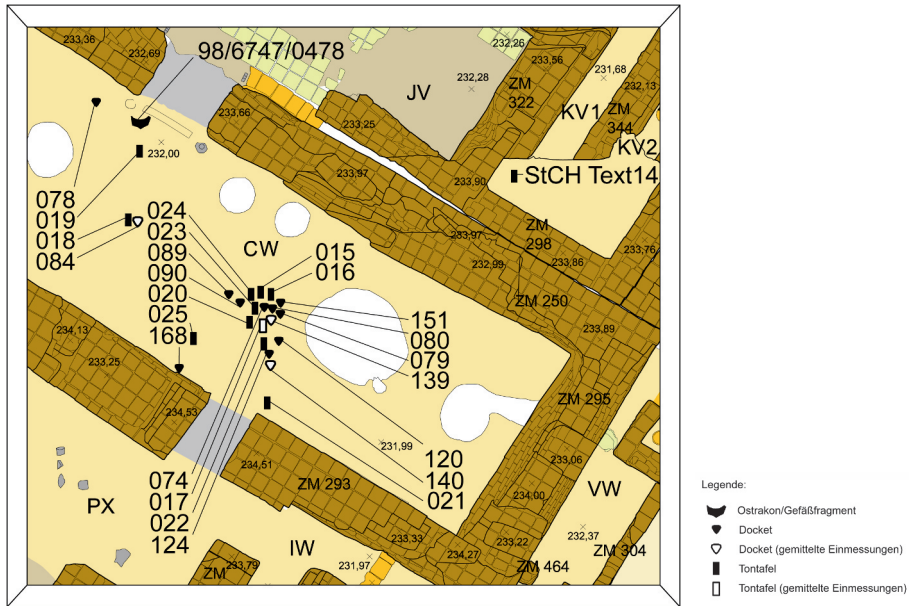 233,36
232,69
98/6747/0478
JV
232,28
232,26
233,56
ZM
322
231,68
232,13
KV1
ZM
344
KV2
233,66
233,25
232,00
233,97
233,90
StCH Text14
ZM
298
233,86
233,76
078
019
018
084
024
023
089
090
020
025
168
CW
015
016
233,97
232,99
ZM 250
233,89
151
080
079
139
234,13
233,25
234,53
ZM 295
231,99
120
140
021
233,06
234,00
VW
232,37
ZM 304
234,51
ZM 293
074
017
022
124
PX
IW
233,79
ZM
231,97
233,33
234,27
233,22
ZM 464
Legende:
Ostrakon/Gefäßfragment
Docket
Docket (gemittelte Einmessungen)
Tontafel
Tontafel (gemittelte Einmessungen)